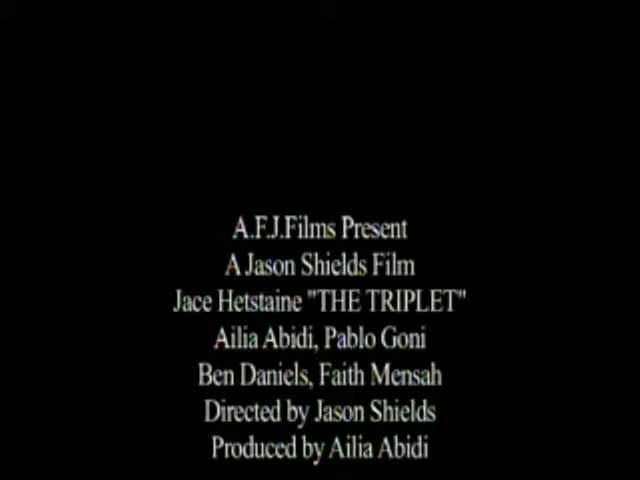 A.F.J.Films Present
A Jason Shields Film
Jace Hetstaine "THE TRIPLET"
Ailia Abidi, Pablo Goni
Ben Daniels, Faith Mensah
Directed by Jason Shields
Produced by Ailia Abidi